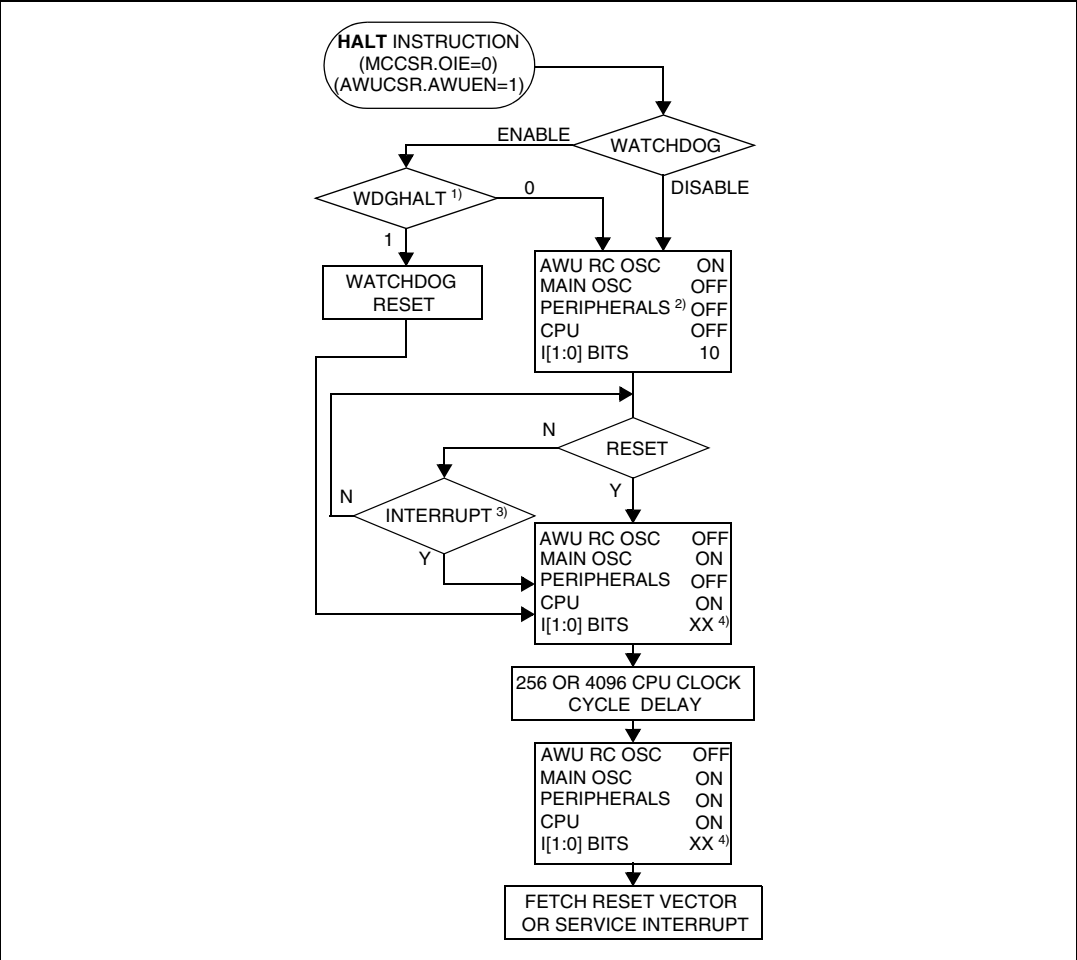 HALT INSTRUCTION
(MCCSR.OIE=0)
(AWUCSR.AWUEN=1)
ENABLE
WATCHDOG
WDGHALT 1)
0
DISABLE
1
WATCHDOG
RESET
AWU RC OSC ON
MAIN OSC OFF
PERIPHERALS 2) OFF
CPU OFF
I[1:0] BITS 10
N
RESET
Y
N
INTERRUPT 3)
Y
AWU RC OSC OFF
MAIN OSC ON
PERIPHERALS OFF
CPU ON
I[1:0] BITS XX 4)
256 OR 4096 CPU CLOCK
CYCLE DELAY
AWU RC OSC OFF
MAIN OSC ON
PERIPHERALS ON
CPU ON
I[1:0] BITS XX 4)
FETCH RESET VECTOR
OR SERVICE INTERRUPT